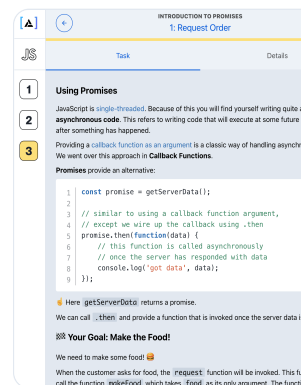 [A]
INTRODUCTION TO PROMISES
1: Request Order
JS
Task
Details
1
2
3
Using Promises
JavaScript is single-threaded. Because of this you will find yourself writing quite
asynchronous code. This refers to writing code that will execute at some future
after something has happened.
Providing a callback function as an argument is a classic way of handling asynchr
We went over this approach in Callback Functions.
Promises provide an alternative:
1 const promise = getServerData();
2
3 // similar to using a callback function argument,
4 // except we wire up the callback using .then
5 promise.then(function(data) {
6 // this function is called asynchronously
7 // once the server has responded with data
8 console.log('got data', data);
9 });
☝️ Here getServerData returns a promise.
We can call .then and provide a function that is invoked once the server data i
🏁 Your Goal: Make the Food!
We need to make some food! 🍔
When the customer asks for food, the request function will be invoked. This fu
call the function makeFood which takes food as its only argument. The funct